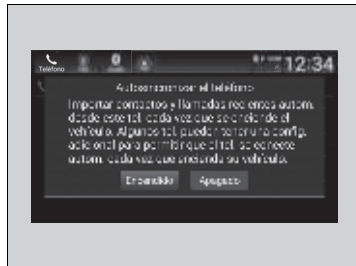 Teléfono
12:34
Autosincronizar el teléfono
Importar contactos y llamadas recientes autom.
desde este tel. cada vez que se enciende el
vehículo. Algunos tel. pueden tener una config.
adicional para permitir que el tel. se conecte
autom. cada vez que encienda su vehículo.
Encendido
Apagado